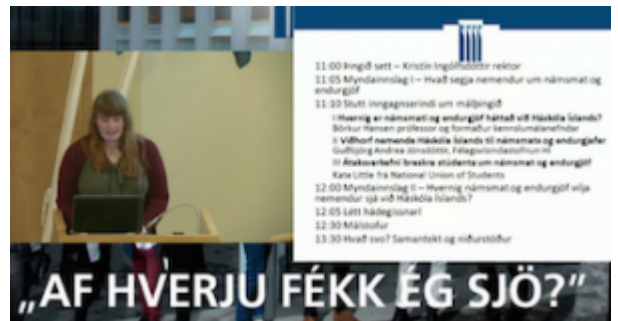 11:00 Þingið sett – Kristín Ingólfsdóttir rektor
11:05 Myndainnslag I – Hvað segja nemendur um námsmat og
endurgjöf
11:10 Stutt inngagnserindi um málþingið
I Hvernig er námsmati og endurgjöf háttað við Háskóla Íslands?
Börkur Hansen prófessor og formaður kennslumálanefndar
II Viðhorf nemenda Háskóla Íslands til námsmats og endurgjafar
Guðbjörg Andrea Jónsdóttir, Félagsvísindastofnun HÍ
III Átaksverkefni breskra stúdenta um námsmat og endurgjöf
Kate Little frá National Union of Students
12:00 Myndainnslag II – Hvernig námsmat og endurgjöf vilja
nemendur sjá við Háskóla Íslands?
12:05 Létt hádegissnarl
12:30 Málstofur
13:30 Hvað svo? Samantekt og niðurstöður
„AF HVERJU FÉKK ÉG SJÖ?“